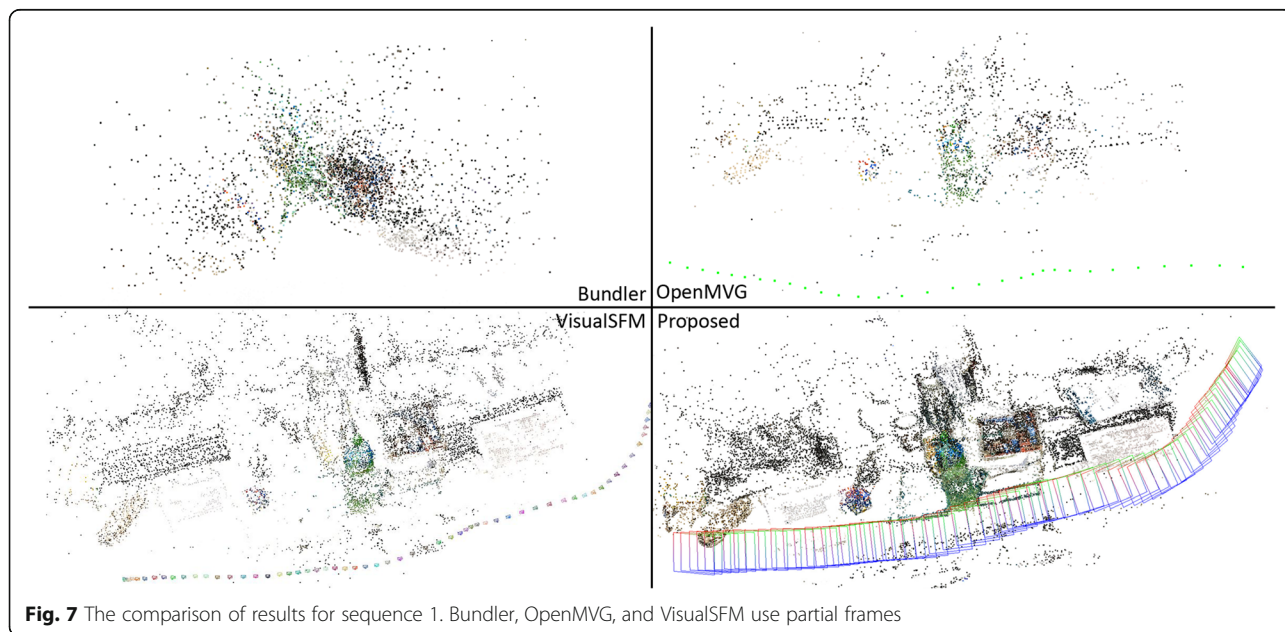 Bundler
OpenMVG
VisualSFM
Proposed
Fig. 7 The comparison of results for sequence 1. Bundler, OpenMVG, and VisualSFM use partial frames